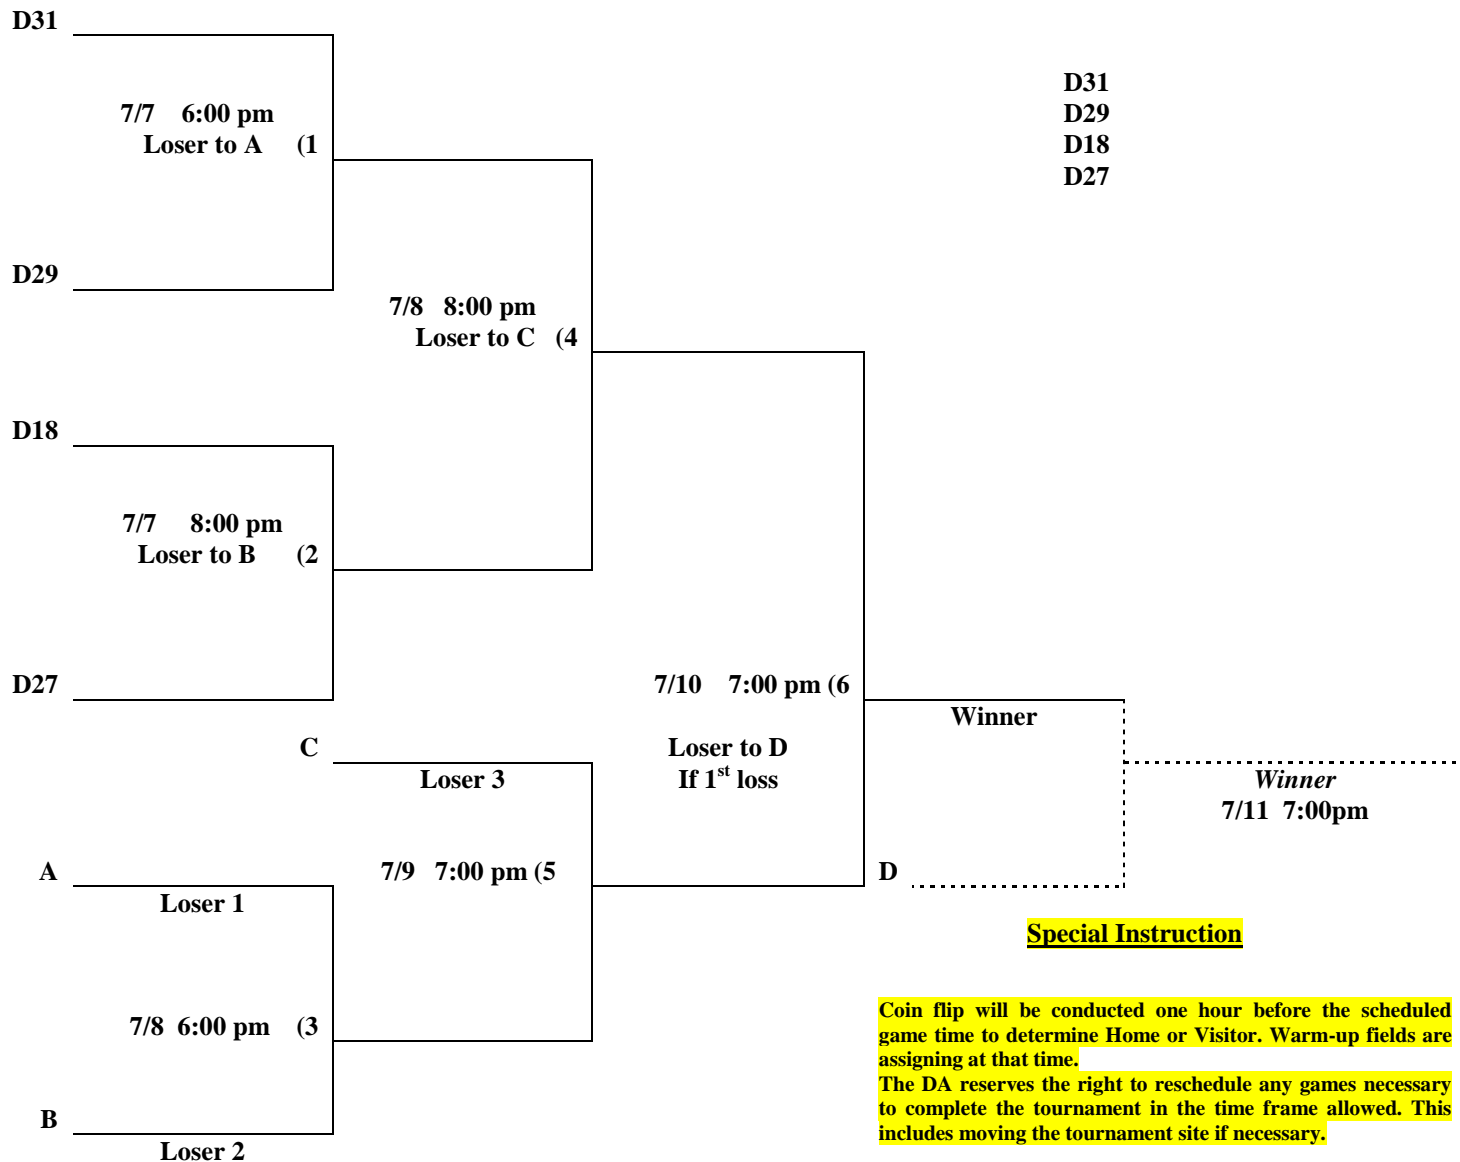 D31
7/7 6:00 pm
Loser to A (1
D29
D31
D29
D18
D27
7/8 8:00 pm
Loser to C (4
D18
7/7 8:00 pm
Loser to B (2
D27
7/10 7:00 pm (6
Loser to D
If 1st loss
Winner
C
Loser 3
Winner
7/11 7:00pm
A
Loser 1
7/9 7:00 pm (5
D
7/8 6:00 pm (3
B
Loser 2
Special Instruction
Coin flip will be conducted one hour before the scheduled
game time to determine Home or Visitor. Warm-up fields are
assigning at that time.
The DA reserves the right to reschedule any games necessary
to complete the tournament in the time frame allowed. This
includes moving the tournament site if necessary.